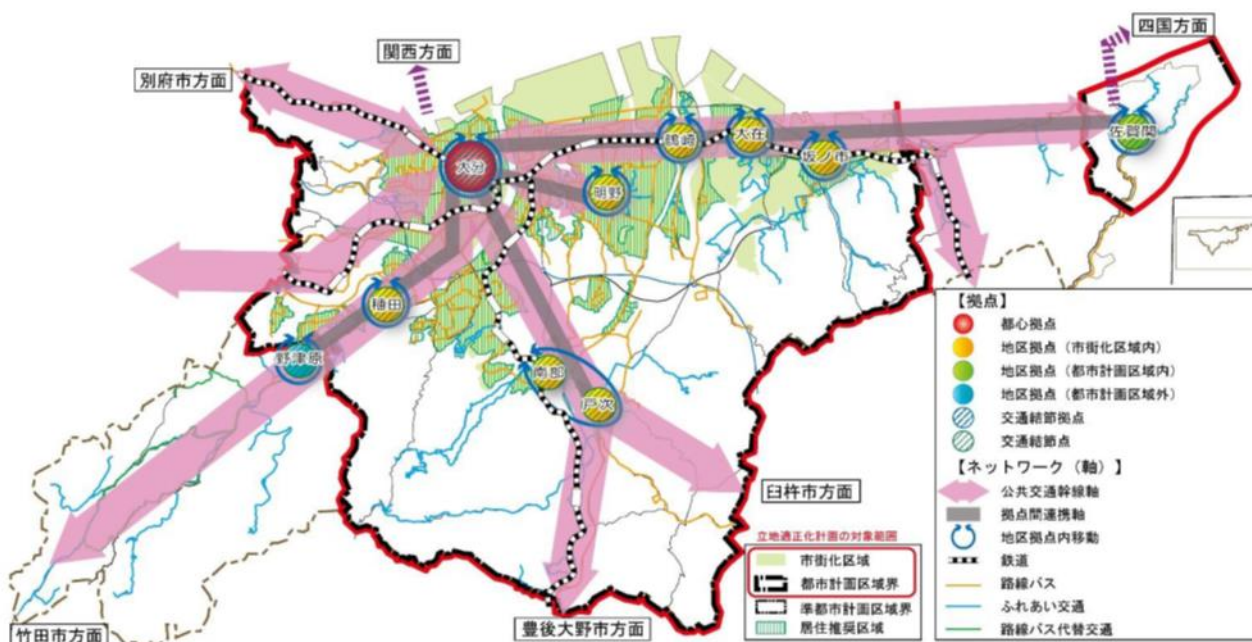 四国方面
関西方面
別府市方面
大分
鶴崎
大在
坂ノ市
佐賀関
明野
稙田
野津原
南部
戸次
臼杵市方面
豊後大野市方面
竹田市方面
【拠点】
都心拠点
地区拠点（市街化区域内）
地区拠点（都市計画区域内）
地区拠点（都市計画区域外）
交通結節拠点
交通結節点
【ネットワーク（軸）】
公共交通幹線軸
拠点間連携軸
地区拠点内移動
鉄道
路線バス
ふれあい交通
路線バス代替交通
立地適正化計画の対象範囲
市街化区域
都市計画区域界
準都市計画区域界
居住推奨区域